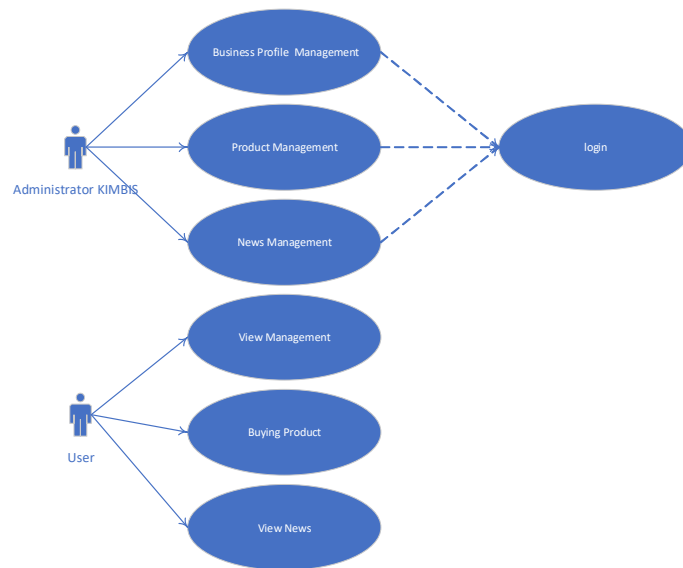 Business Profile  Management
Product Management
login
Administrator KIMBIS
News Management
View Management
Buying Product
User
View News